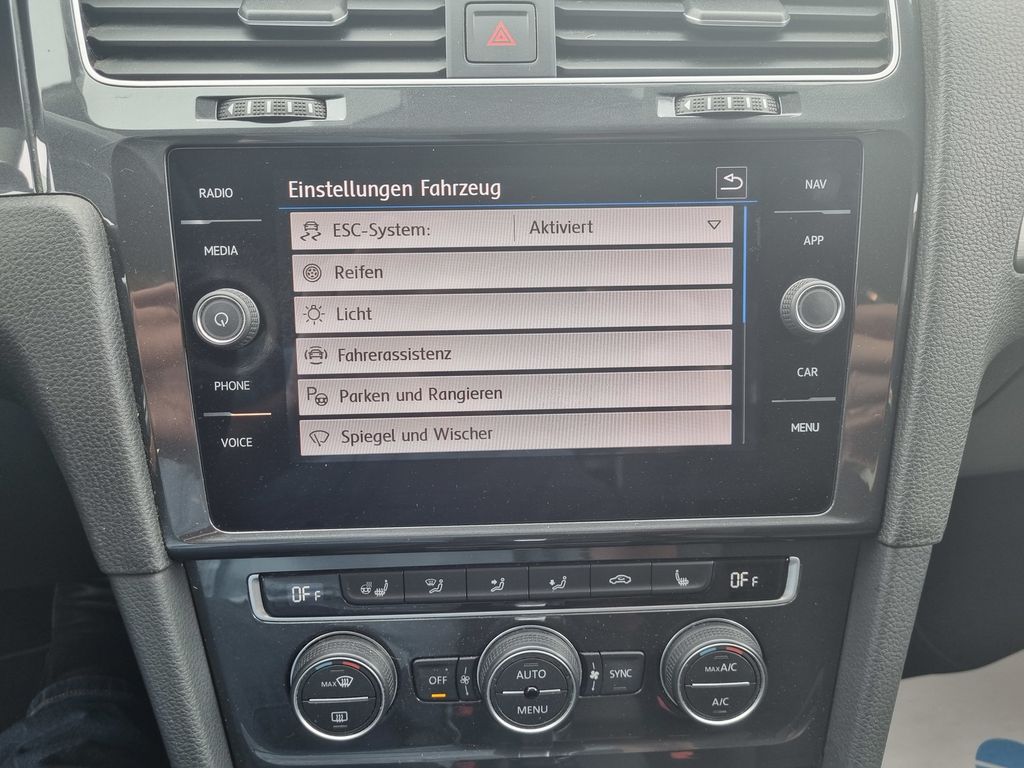 RADIO
MEDIA
PHONE
VOICE
Einstellungen Fahrzeug
ESC-System: Aktiviert
Reifen
Licht
Fahrerassistenz
Parken und Rangieren
Spiegel und Wischer
NAV
APP
CAR
MENU
OFF
OFF
MAX
OFF
AUTO
MENU
SYNC
MAX A/C
A/C